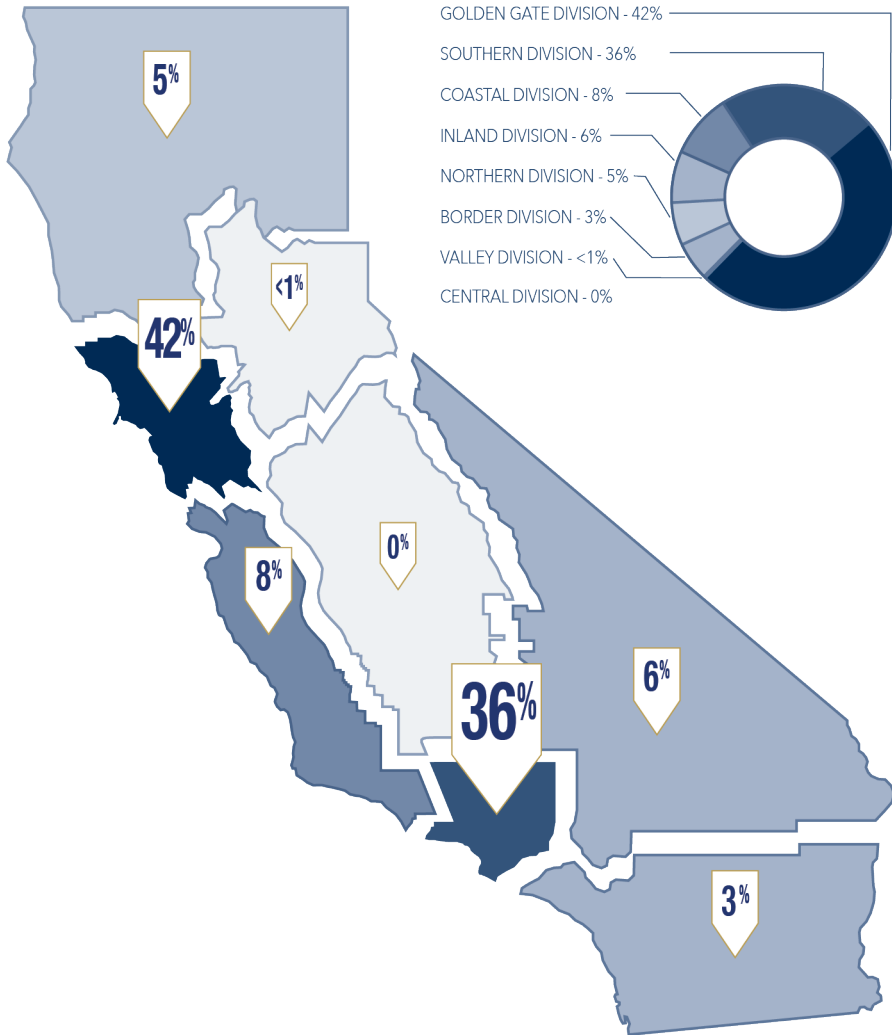 GOLDEN GATE DIVISION - 42%
SOUTHERN DIVISION - 36%
COASTAL DIVISION - 8%
INLAND DIVISION - 6%
NORTHERN DIVISION - 5%
BORDER DIVISION - 3%
VALLEY DIVISION - <1%
CENTRAL DIVISION - 0%
5%
<1%
42%
0%
8%
6%
36%
3%